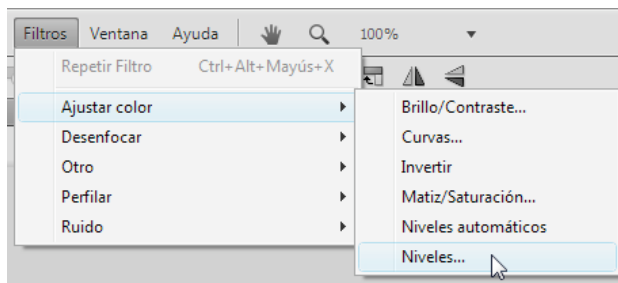 Filtros Ventana Ayuda 100%
Repetir Filtro Ctrl+Alt+Mayús+X
Ajustar color
Desenfocar
Otro
Perfilar
Ruido
Brillo/Contraste...
Curvas...
Invertir
Matiz/Saturación...
Niveles automáticos
Niveles...